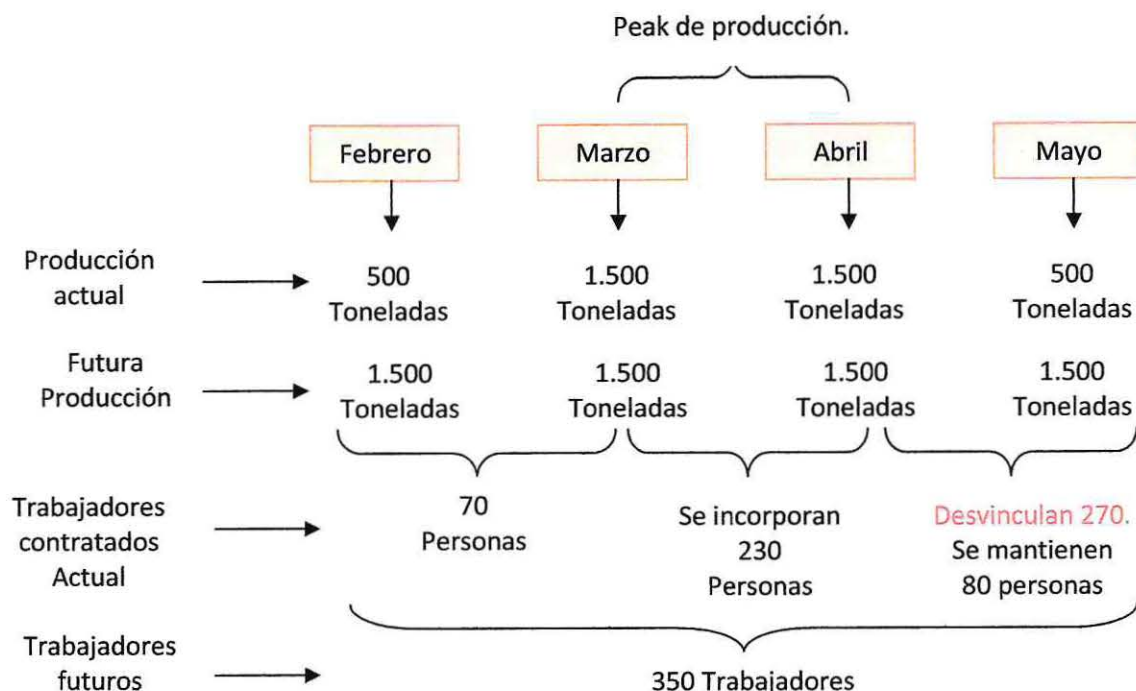 Peak de producción.
Febrero
Marzo
Abril
Mayo
Producción
actual
500
Toneladas
1.500
Toneladas
1.500
Toneladas
500
Toneladas
Futura
Producción
1.500
Toneladas
1.500
Toneladas
1.500
Toneladas
1.500
Toneladas
Trabajadores
contratados
Actual
70
Personas
Se incorporan
230
Personas
Desvinculan 270.
Se mantienen
80 personas
Trabajadores
futuros
350 Trabajadores